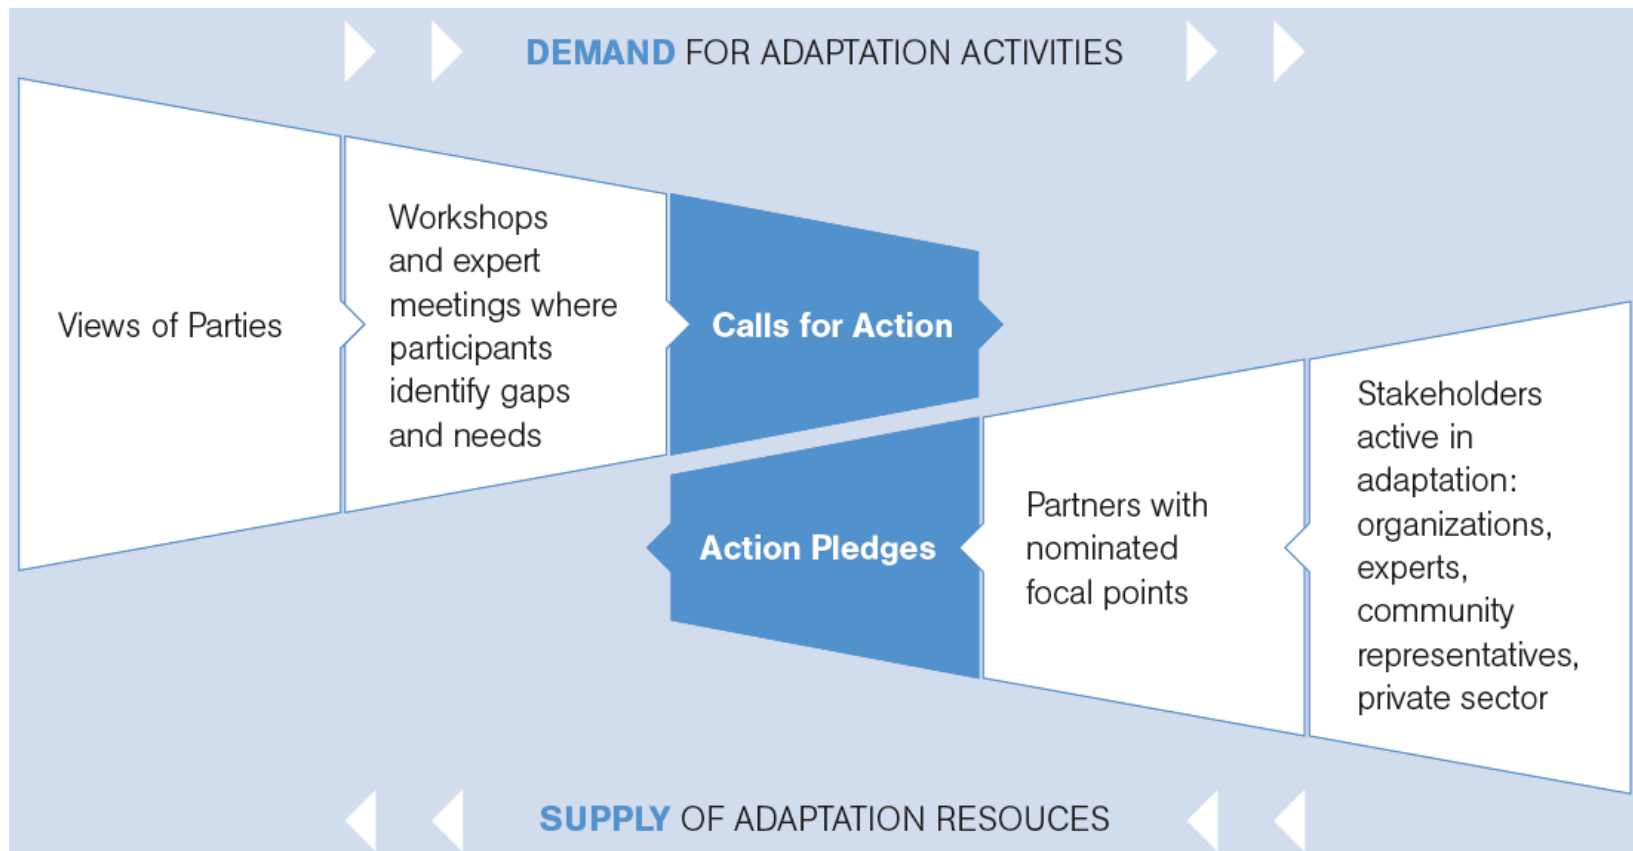 DEMAND FOR ADAPTATION ACTIVITIES
Views of Parties
Workshops
and expert
meetings where
participants
identify gaps
and needs
Calls for Action
Action Pledges
Partners with
nominated
focal points
Stakeholders
active in
adaptation:
organizations,
experts,
community
representatives,
private sector
SUPPLY OF ADAPTATION RESOUCES